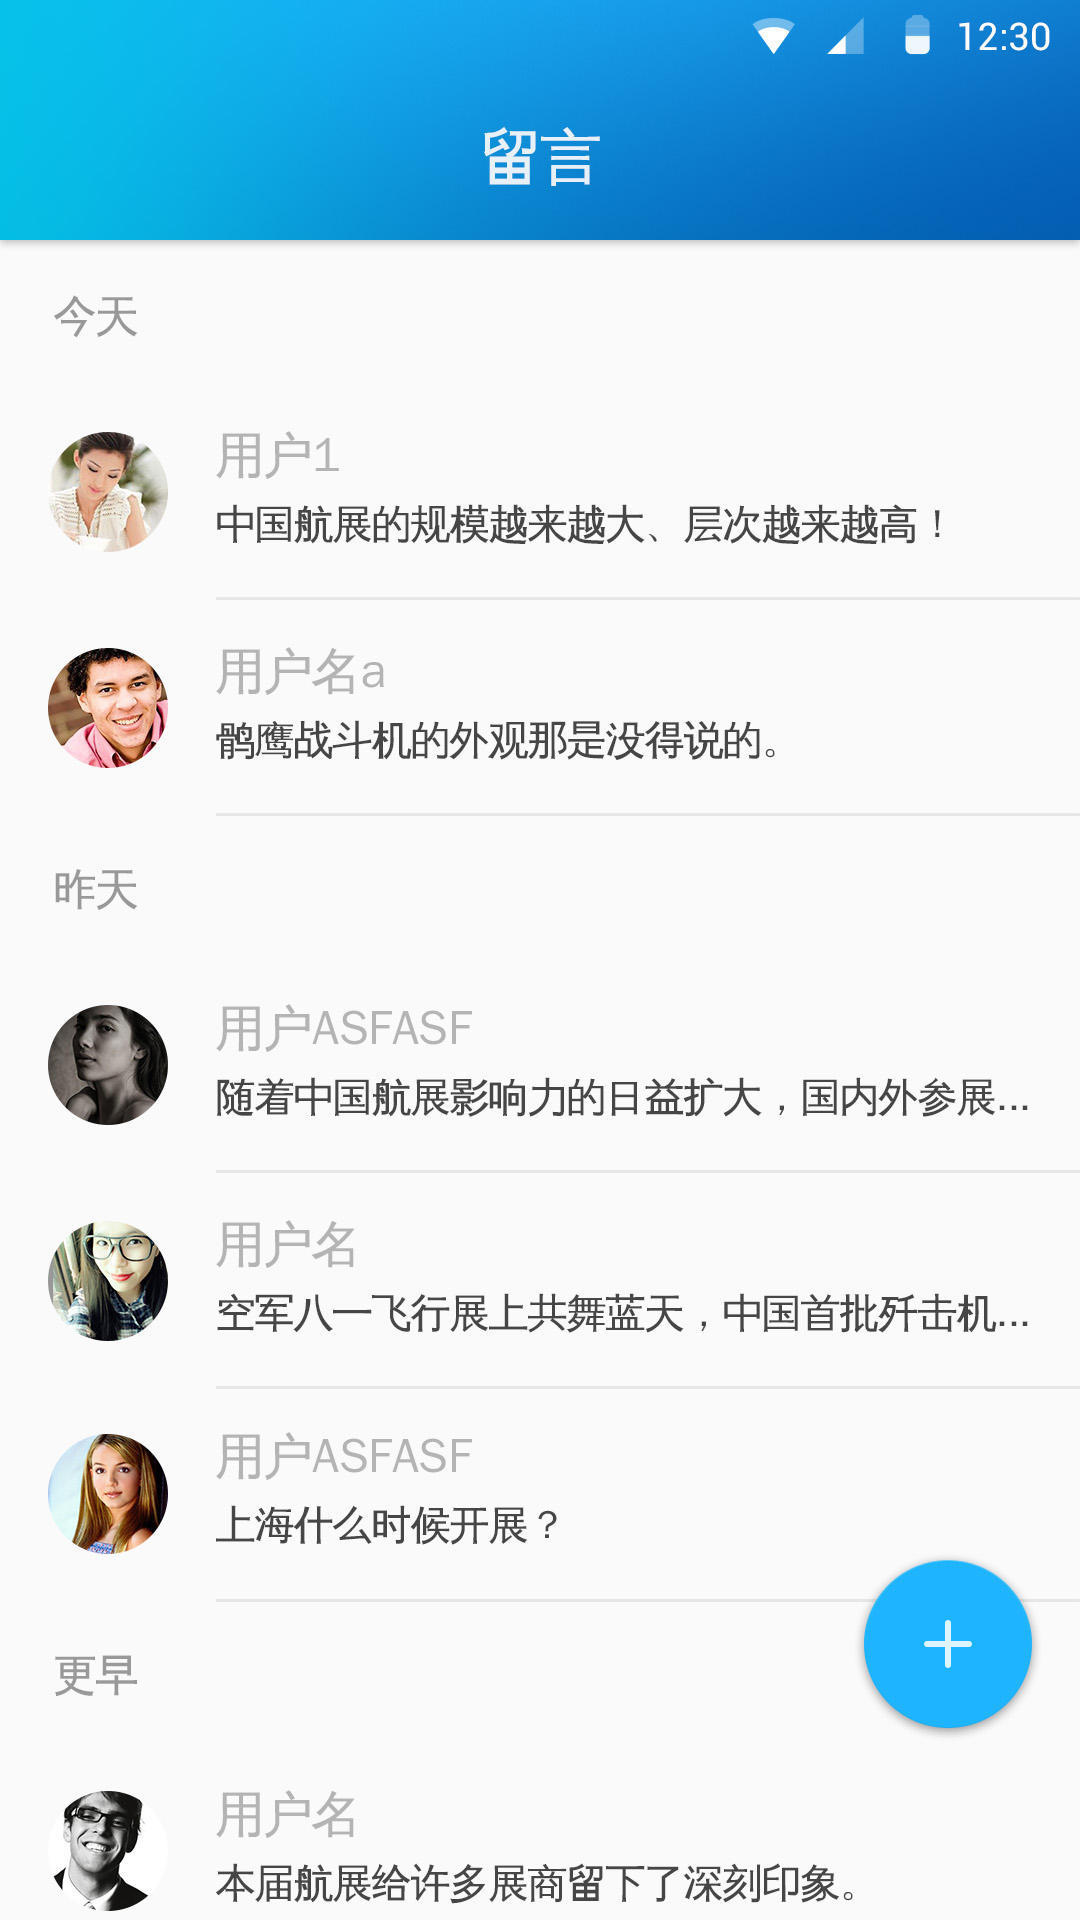 12:30
留言
今天
用户1
中国航展的规模越来越大、层次越来越高！
用户名a
鹘鹰战斗机的外观那是没得说的。
昨天
用户ASFASF
随着中国航展影响力的日益扩大，国内外参展...
用户名
空军八一飞行展上共舞蓝天，中国首批歼击机...
用户ASFASF
上海什么时候开展？
更早
用户名
本届航展给许多展商留下了深刻印象。